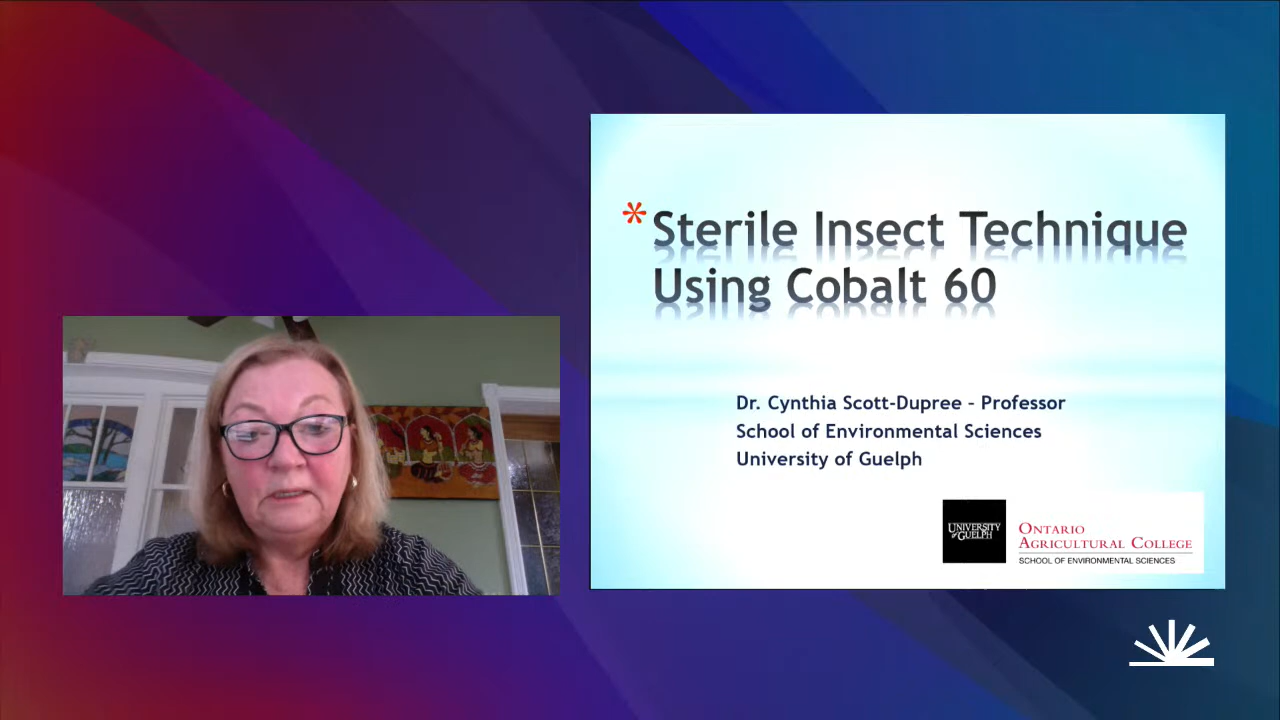 * Sterile Insect Technique
Using Cobalt 60
Dr. Cynthia Scott-Dupree – Professor
School of Environmental Sciences
University of Guelph
UNIVERSITY
of GUELPH
ONTARIO
AGRICULTURAL COLLEGE
SCHOOL OF ENVIRONMENTAL SCIENCES